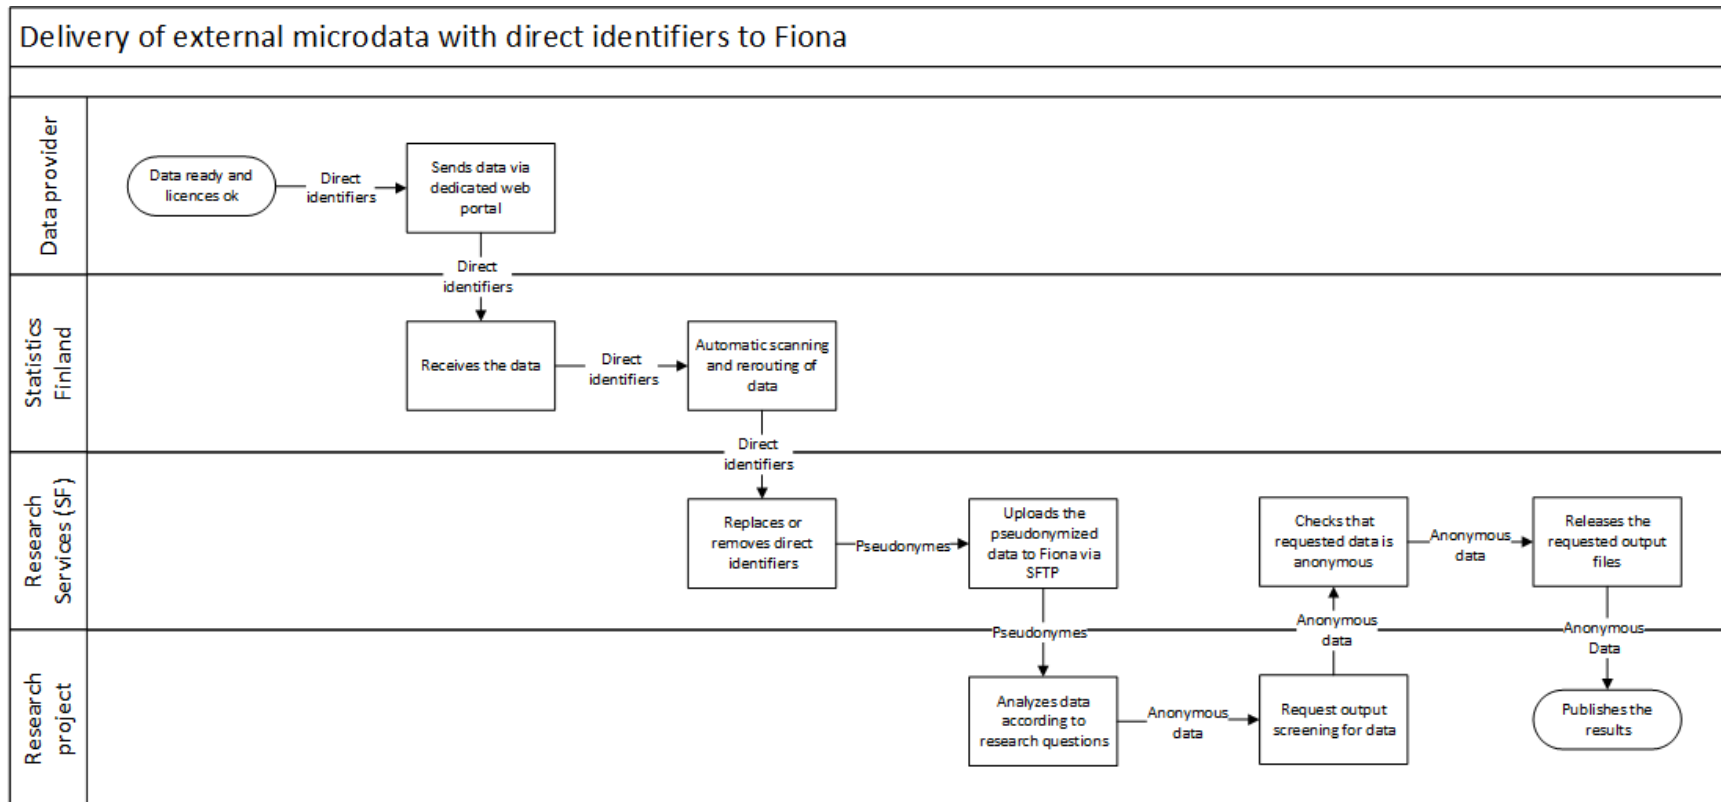 Delivery of external microdata with direct identifiers to Fiona
Data provider
Data ready and
licences ok
Direct
identifiers
Sends data via
dedicated web
portal
Direct
identifiers
Statistics
Finland
Receives the data
Direct
identifiers
Automatic scanning
and rerouting of
data
Direct
identifiers
Research
Services (SF)
Replaces or
removes direct
identifiers
Pseudonymes
Uploads the
pseudonymized
data to Fiona via
SFTP
Pseudonymes
Checks that
requested data is
anonymous
Anonymous
data
Releases the
requested output
files
Anonymous
data
Anonymous
Data
Research
project
Analyzes data
according to
research questions
Anonymous
data
Request output
screening for data
Publishes the
results